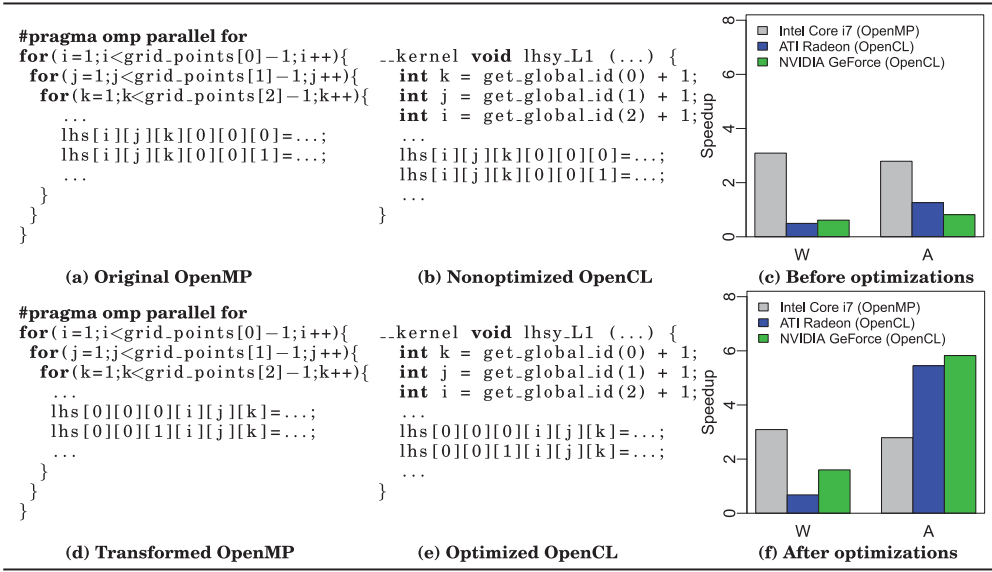 #pragma omp parallel for
for(i=1;i<grid_points[0]-1;i++){
for(j=1;j<grid_points[1]-1;j++){
for(k=1;k<grid_points[2]-1;k++){
...
lhs[i][j][k][0][0][0]=...;
lhs[i][j][k][0][0][1]=...;
...
}
}
}
(a) Original OpenMP
__kernel void lhsy_L1 (...) {
int k = get_global_id(0) + 1;
int j = get_global_id(1) + 1;
int i = get_global_id(2) + 1;
...
lhs[i][j][k][0][0][0]=...;
lhs[i][j][k][0][0][1]=...;
...
}
(b) Nonoptimized OpenCL
Intel Core i7 (OpenMP)
ATI Radeon (OpenCL)
NVIDIA GeForce (OpenCL)
Speedup
8
6
4
2
0
W A
(c) Before optimizations
#pragma omp parallel for
for(i=1;i<grid_points[0]-1;i++){
for(j=1;j<grid_points[1]-1;j++){
for(k=1;k<grid_points[2]-1;k++){
...
lhs[0][0][0][i][j][k]=...;
lhs[0][0][1][i][j][k]=...;
...
}
}
}
(d) Transformed OpenMP
__kernel void lhsy_L1 (...) {
int k = get_global_id(0) + 1;
int j = get_global_id(1) + 1;
int i = get_global_id(2) + 1;
...
lhs[0][0][0][i][j][k]=...;
lhs[0][0][1][i][j][k]=...;
...
}
(e) Optimized OpenCL
Intel Core i7 (OpenMP)
ATI Radeon (OpenCL)
NVIDIA GeForce (OpenCL)
Speedup
8
6
4
2
0
W A
(f) After optimizations